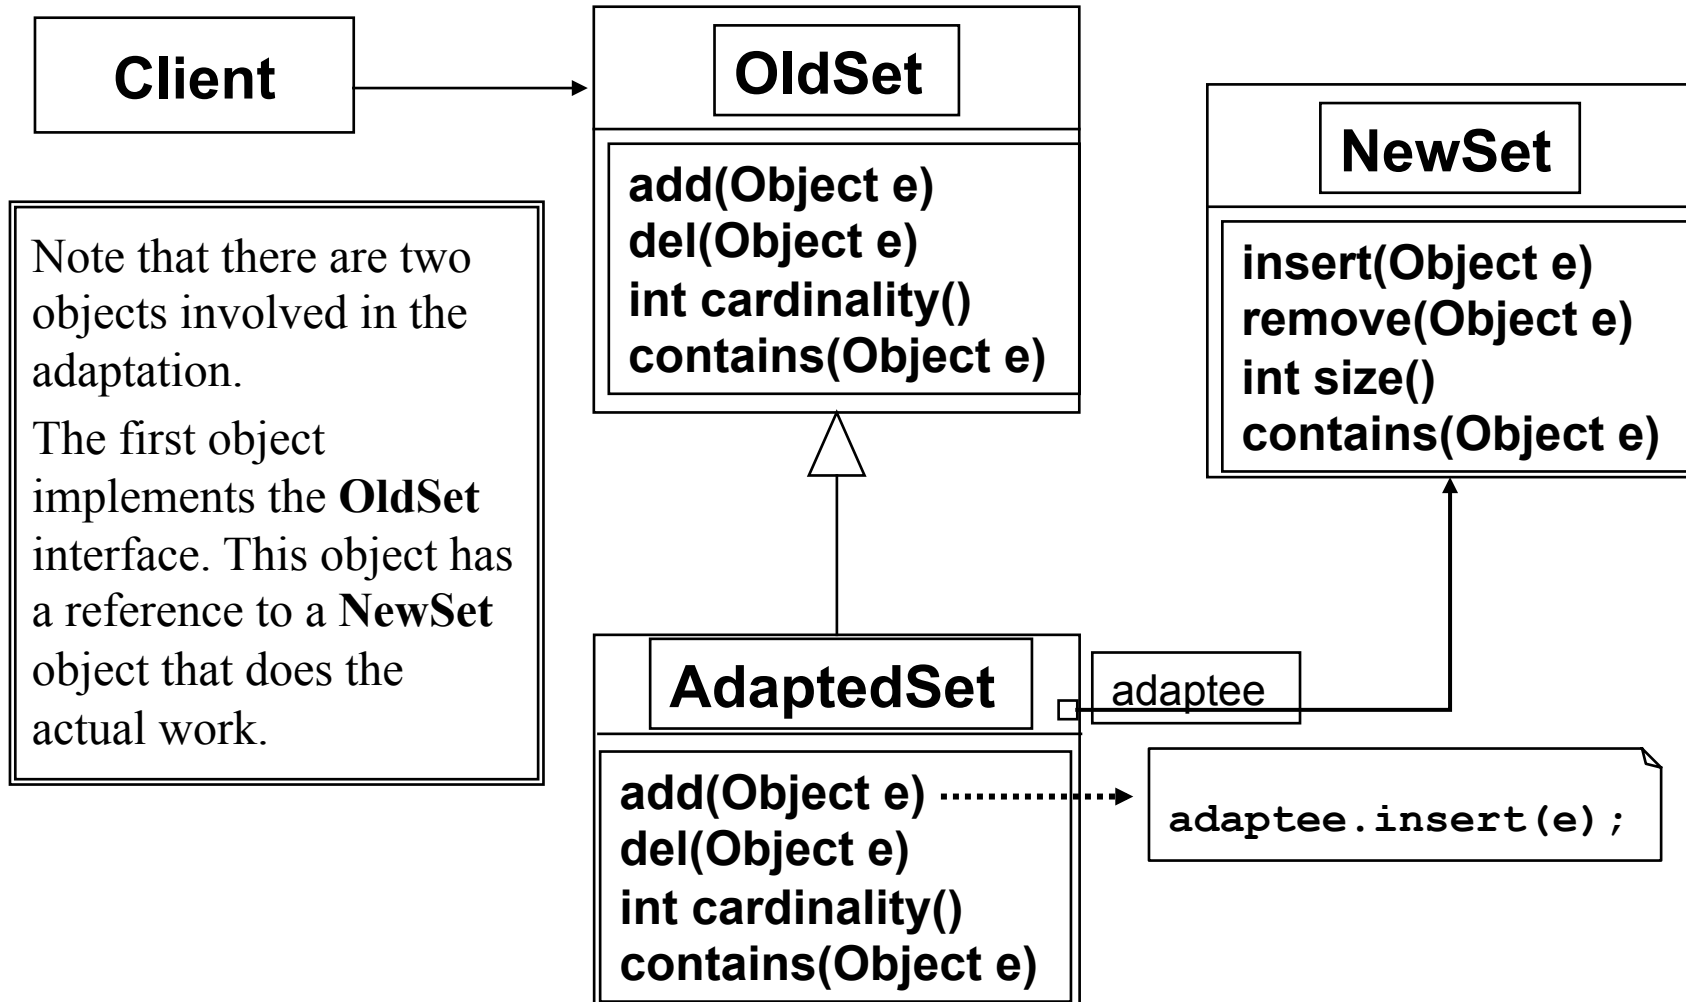 Client
OldSet
add(Object e)
del(Object e)
int cardinality()
contains(Object e)
NewSet
insert(Object e)
remove(Object e)
int size()
contains(Object e)
Note that there are two
objects involved in the
adaptation.
The first object
implements the OldSet
interface. This object has
a reference to a NewSet
object that does the
actual work.
AdaptedSet
adaptee
add(Object e)
del(Object e)
int cardinality()
contains(Object e)
adaptee.insert(e);